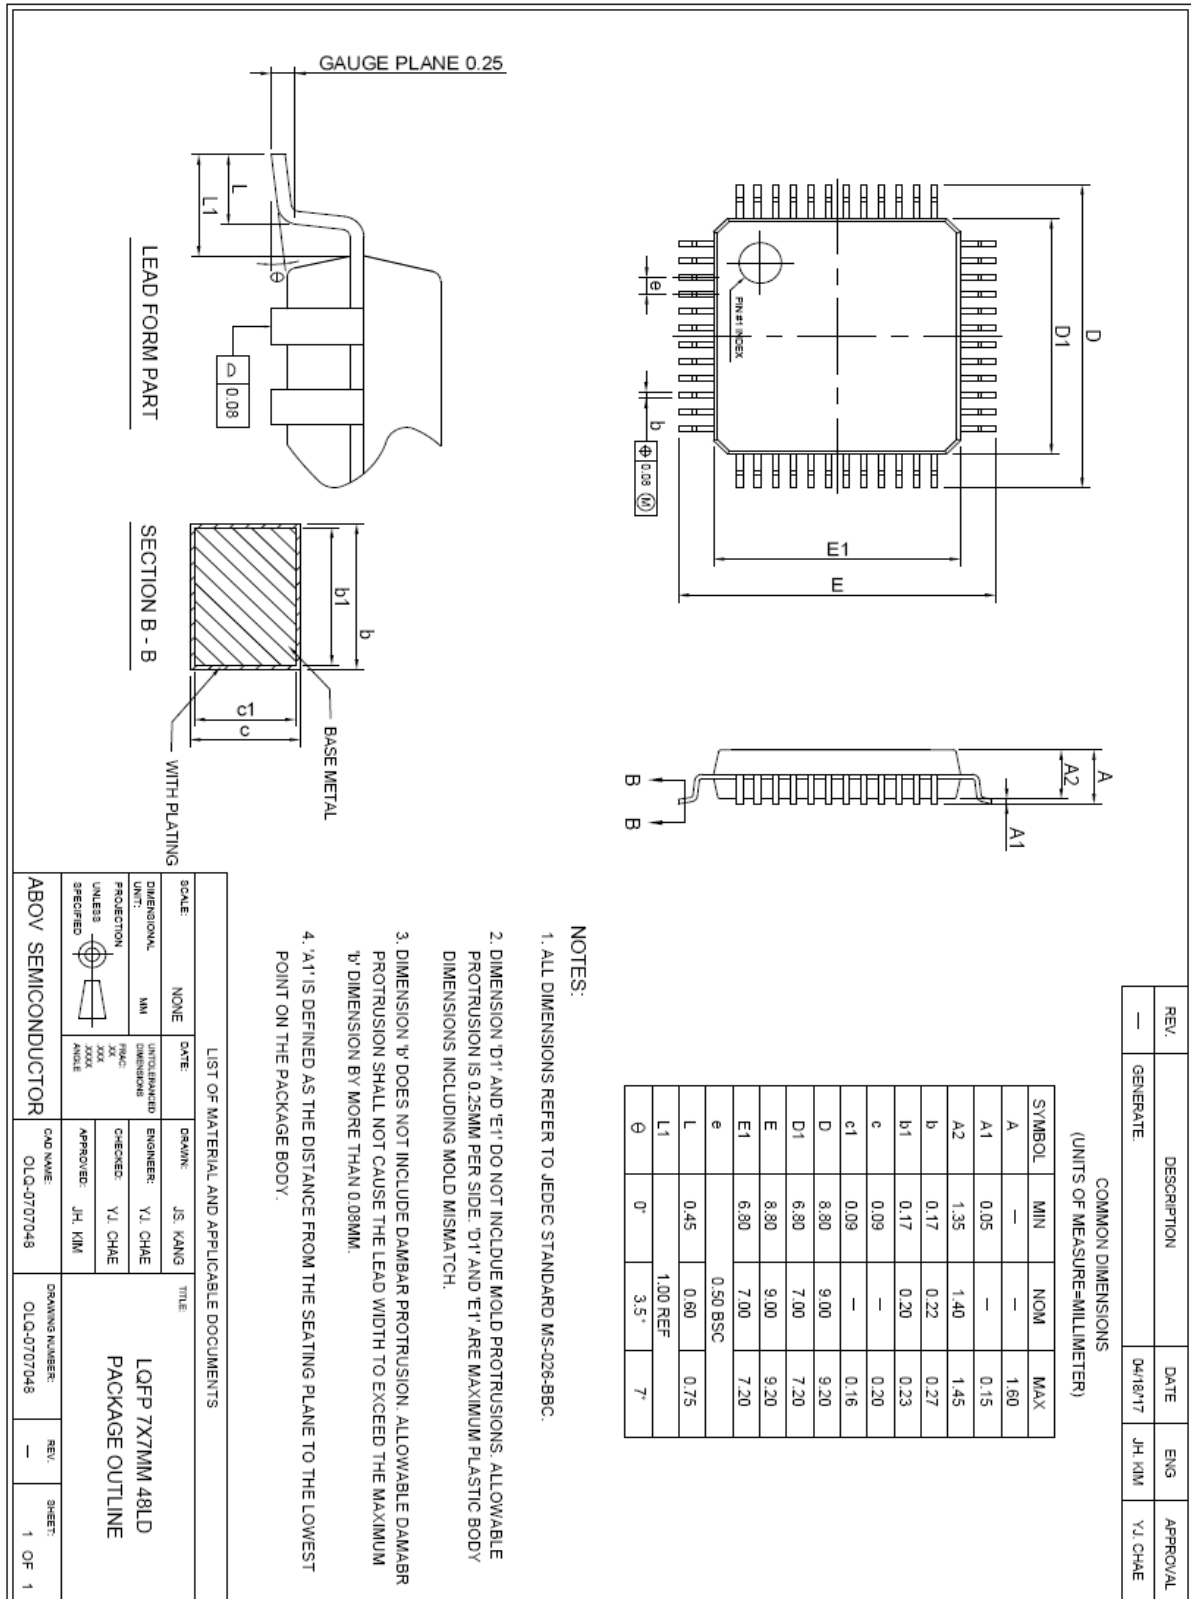 REV. DESCRIPTION DATE ENG APPROVAL
— GENERATE. 04/18/'17 JH. KIM YJ. CHAE
COMMON DIMENSIONS
(UNITS OF MEASURE=MILLIMETER)
SYMBOL MIN NOM MAX
A — — 1.60
A1 0.05 — 0.15
A2 1.35 1.40 1.45
b 0.17 0.22 0.27
b1 0.17 0.20 0.23
c 0.09 — 0.20
c1 0.09 — 0.16
D 8.80 9.00 9.20
D1 6.80 7.00 7.20
E 8.80 9.00 9.20
E1 6.80 7.00 7.20
e 0.50 BSC
L 0.45 0.60 0.75
L1 1.00 REF
θ 0° 3.5° 7°
D
D1
PIN #1 INDEX
e
b
⌖ 0.08 Ⓜ
E1
E
A
A2
A1
B
B
NOTES:
1. ALL DIMENSIONS REFER TO JEDEC STANDARD MS-026-BBC.
2. DIMENSION 'D1' AND 'E1' DO NOT INCLDUE MOLD PROTRUSIONS. ALLOWABLE
PROTRUSION IS 0.25MM PER SIDE. 'D1' AND 'E1' ARE MAXIMUM PLASTIC BODY
DIMENSIONS INCLUDING MOLD MISMATCH.
3. DIMENSION 'b' DOES NOT INCLUDE DAMBAR PROTRUSION. ALLOWABLE DAMABR
PROTRUSION SHALL NOT CAUSE THE LEAD WIDTH TO EXCEED THE MAXIMUM
'b' DIMENSION BY MORE THAN 0.08MM.
4. 'A1' IS DEFINED AS THE DISTANCE FROM THE SEATING PLANE TO THE LOWEST
POINT ON THE PACKAGE BODY.
GAUGE PLANE 0.25
L
L1
θ
⌓ 0.08
LEAD FORM PART
b
b1
c1
c
BASE METAL
WITH PLATING
SECTION B - B
LIST OF MATERIAL AND APPLICABLE DOCUMENTS
SCALE: NONE
DATE:
DRAWN: JS. KANG
TITLE:
LQFP 7X7MM 48LD
PACKAGE OUTLINE
DIMENSIONAL
UNIT: MM
UNTOLERANCED
DIMENSIONS
ENGINEER: YJ. CHAE
PROJECTION
UNLESS
SPECIFIED
FRAC:
.XX
.XXX
.XXXX
ANGLE
CHECKED: YJ. CHAE
APPROVED: JH. KIM
ABOV SEMICONDUCTOR
CAD NAME:
OLQ-0707048
DRAWING NUMBER:
OLQ-0707048
REV.
—
SHEET:
1 OF 1